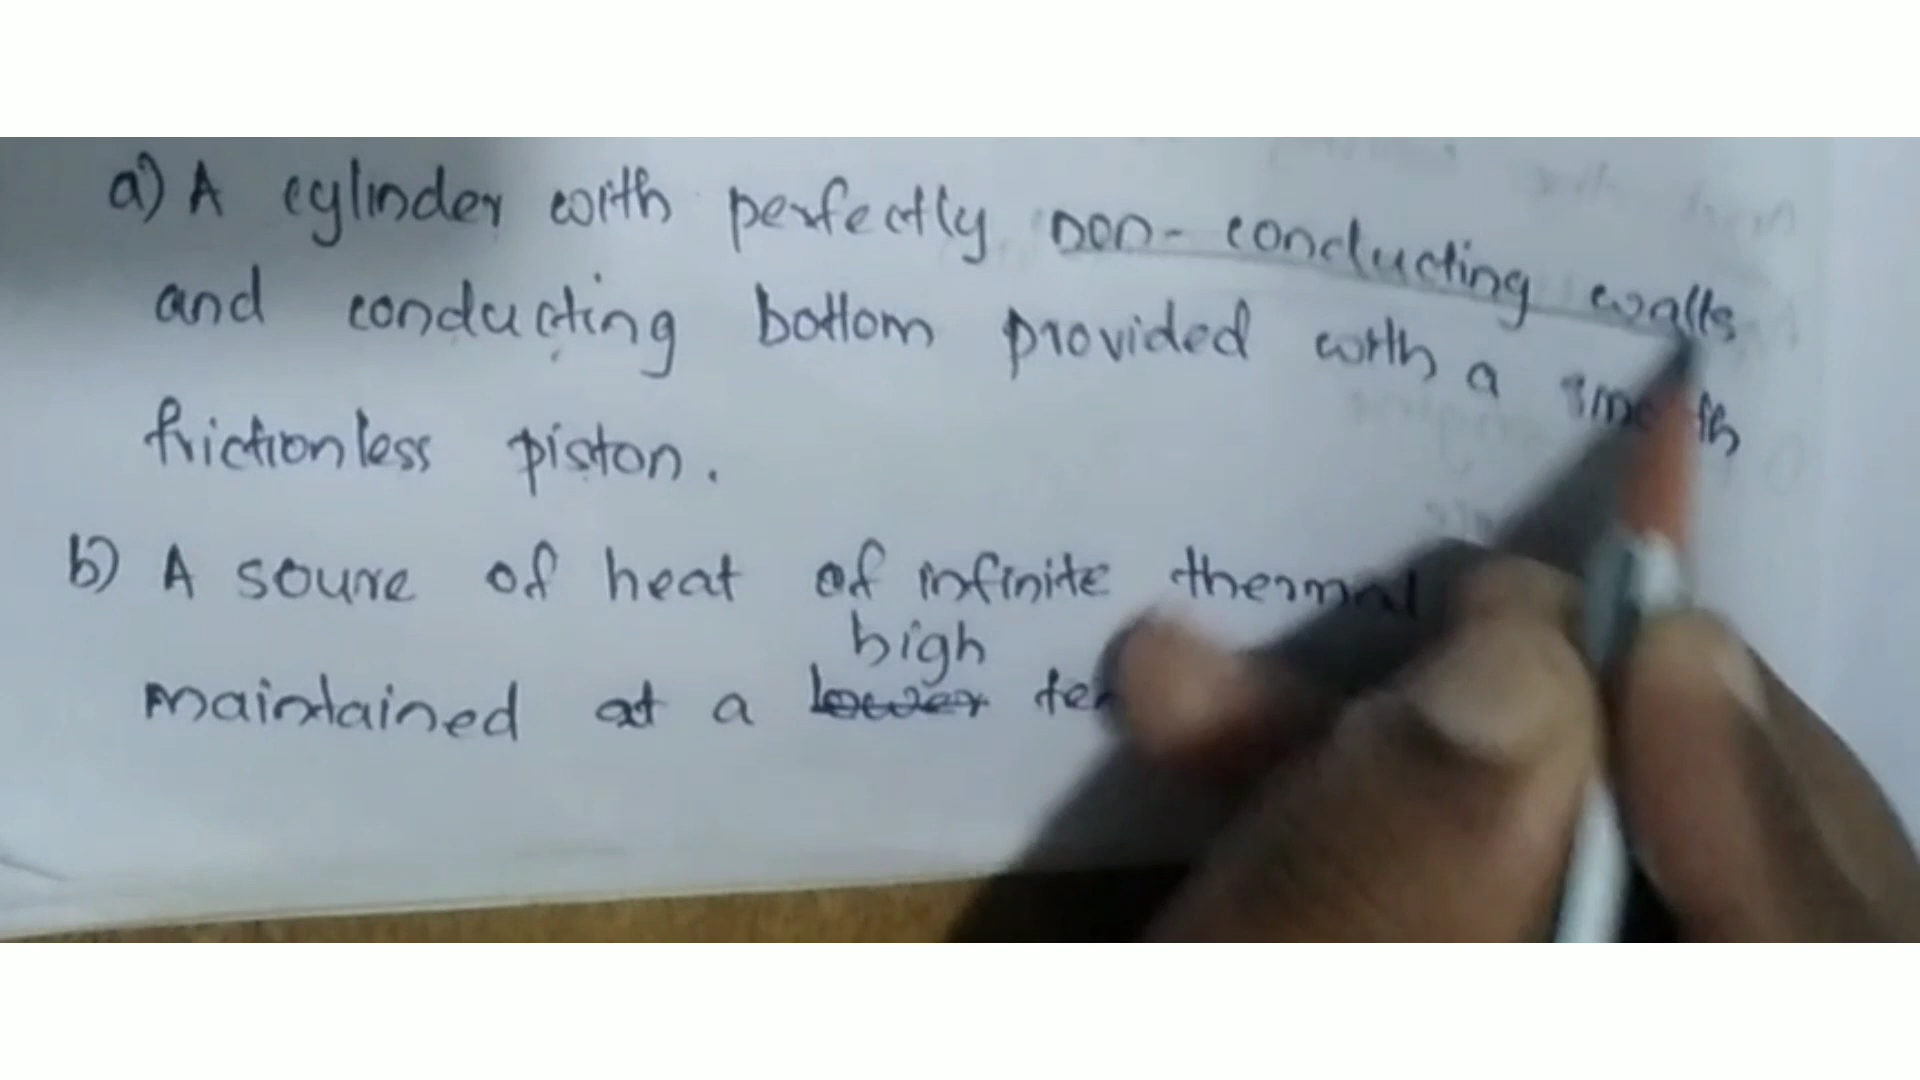 a) A cylinder with perfectly non-conducting walls
and conducting bottom provided with a
frictionless piston.
b) A soure of heat of infinite thermal
high
maintained at a lower